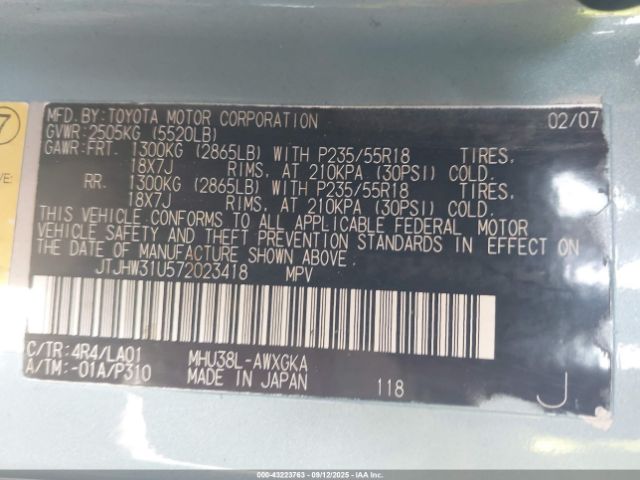 MFD.BY:TOYOTA MOTOR CORPORATION 02/07
GVWR:2505KG (5520LB)
GAWR:FRT. 1300KG (2865LB) WITH P235/55R18 TIRES,
18X7J RIMS, AT 210KPA (30PSI) COLD.
RR. 1300KG (2865LB) WITH P235/55R18 TIRES,
18X7J RIMS, AT 210KPA (30PSI) COLD.
THIS VEHICLE CONFORMS TO ALL APPLICABLE FEDERAL MOTOR
VEHICLE SAFETY AND THEFT PREVENTION STANDARDS IN EFFECT ON
THE DATE OF MANUFACTURE SHOWN ABOVE.
JTJHW31U572023418 MPV
C/TR:4R4/LA01 MHU38L-AWXGKA
A/TM:-01A/P310 MADE IN JAPAN 118 J
7
E:
000-43223763 - 09/12/2025 - IAA Inc.